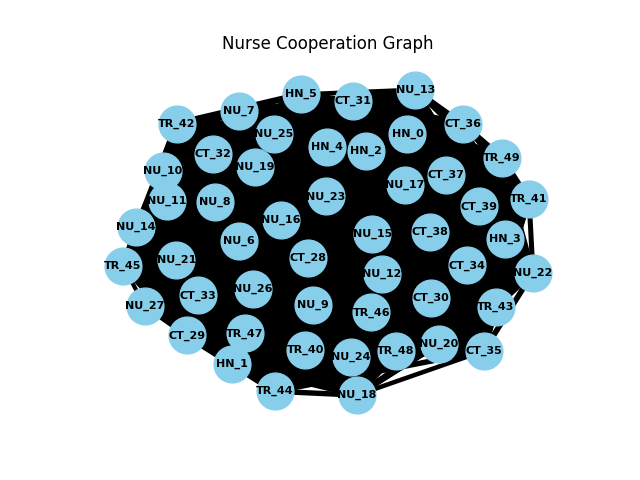 Nurse Cooperation Graph
NU_13
HN_5
CT_31
NU_7
TR_42
CT_36
NU_25
HN_0
HN_4
HN_2
CT_32
TR_49
NU_19
NU_10
CT_37
NU_17
NU_23
TR_41
NU_11
NU_8
CT_39
NU_16
NU_14
CT_38
NU_15
HN_3
NU_6
CT_28
NU_21
TR_45
CT_34
NU_22
NU_12
NU_26
CT_33
CT_30
NU_27
NU_9
TR_43
TR_46
TR_47
CT_29
NU_20
TR_40
TR_48
CT_35
NU_24
HN_1
TR_44
NU_18